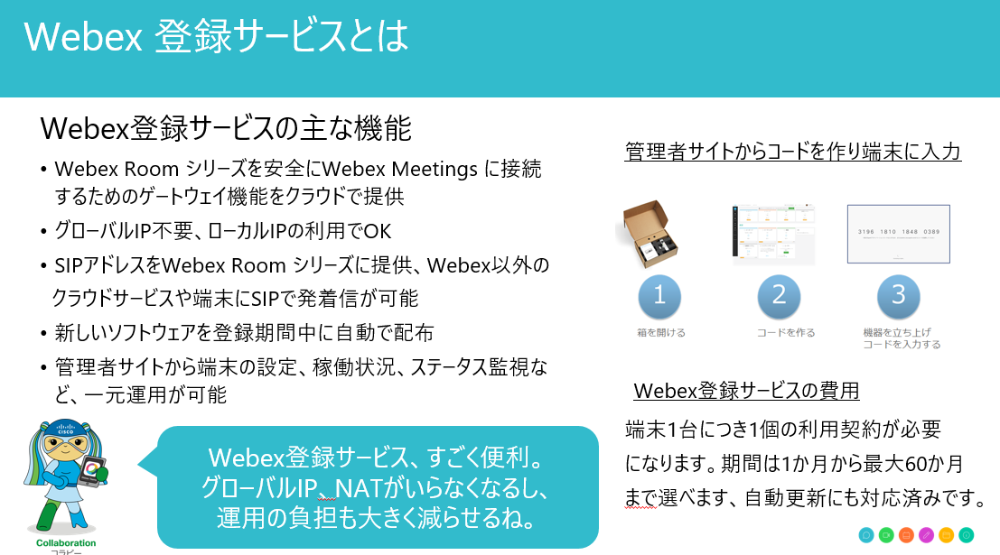 Webex 登録サービスとは
Webex登録サービスの主な機能
• Webex Room シリーズを安全にWebex Meetings に接続
するためのゲートウェイ機能をクラウドで提供
• グローバルIP不要、ローカルIPの利用でOK
• SIPアドレスをWebex Room シリーズに提供、Webex以外の
クラウドサービスや端末にSIPで発着信が可能
• 新しいソフトウェアを登録期間中に自動で配布
• 管理者サイトから端末の設定、稼働状況、ステータス監視な
ど、一元運用が可能
CISCO
Collaboration
コラビー
Webex登録サービス、すごく便利。
グローバルIP、NATがいらなくなるし、
運用の負担も大きく減らせるね。
管理者サイトからコードを作り端末に入力
3196 1810 1848 0389
1
2
3
箱を開ける
コードを作る
機器を立ち上げ
コードを入力する
Webex登録サービスの費用
端末1台につき1個の利用契約が必要
になります。期間は1か月から最大60か月
まで選べます、自動更新にも対応済みです。